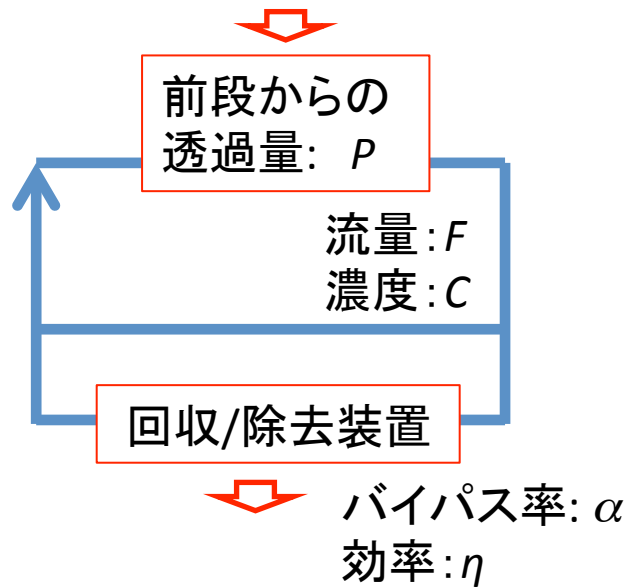 前段からの
透過量: P
流量:F
濃度:C
回収/除去装置
バイパス率: α
効率:η